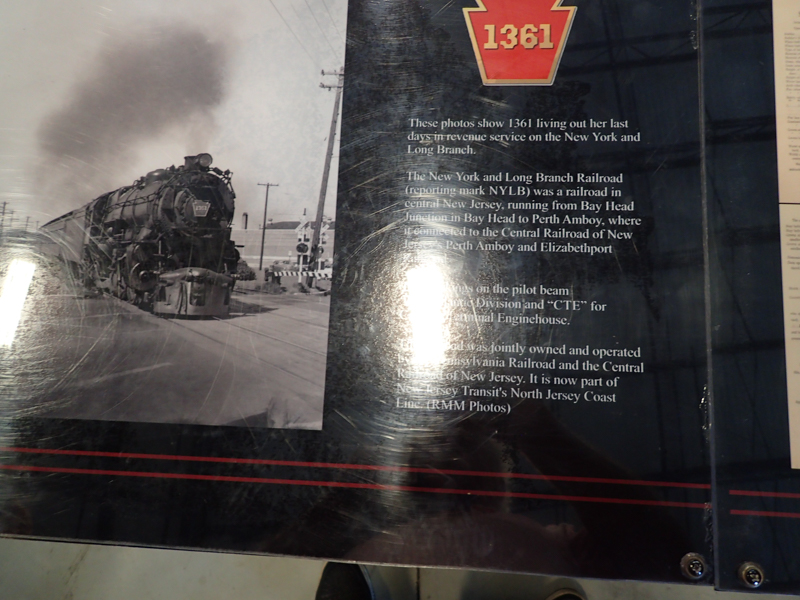 1361
These photos show 1361 living out her last
days in revenue service on the New York and
Long Branch.
The New York and Long Branch Railroad
(reporting mark NYLB) was a railroad in
central New Jersey, running from Bay Head
Junction in Bay Head to Perth Amboy, where
it connected to the Central Railroad of New
Jersey's Perth Amboy and Elizabethport
on the pilot beam
Division and “CTE” for
Enginehouse.
was jointly owned and operated
Pennsylvania Railroad and the Central
of New Jersey. It is now part of
New Jersey Transit's North Jersey Coast
Line. (RMM Photos)